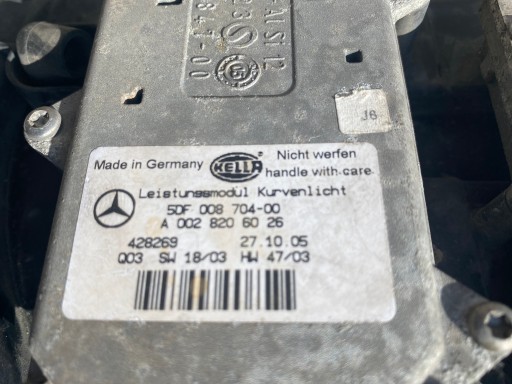 Made in Germany HELLA Nicht werfen
handle with care
J6
Leistungsmodul Kurvenlicht
5DF 008 704-00
A 002 820 60 26
428269 27.10.05
Q03 SW 18/03 HW 47/03